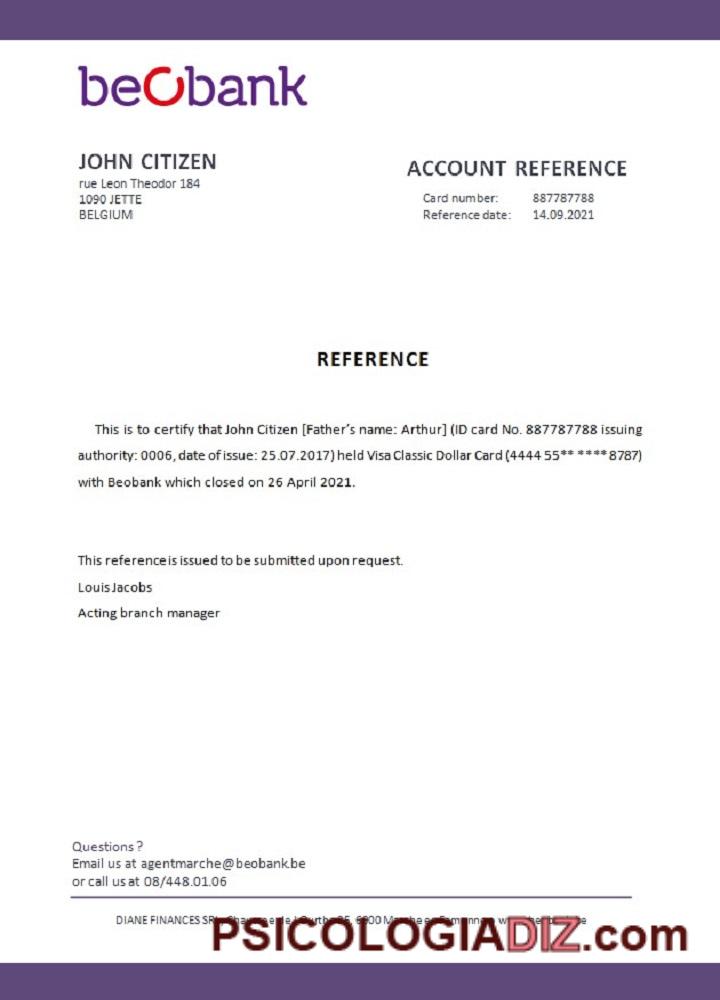 beobank
JOHN CITIZEN
rue Leon Theodor 184
1090 JETTE
BELGIUM
ACCOUNT REFERENCE
Card number: 887787788
Reference date: 14.09.2021
REFERENCE
This is to certify that John Citizen [Father's name: Arthur] (ID card No. 887787788 issuing
authority: 0006, date of issue: 25.07.2017) held Visa Classic Dollar Card (4444 55** ****8787)
with Beobank which closed on 26 April 2021.
This reference is issued to be submitted upon request.
Louis Jacobs
Acting branch manager
Questions?
Email us at agentmarche@beobank.be
or call us at 08/448.01.06
DIANE FINANCES
PSICOLOGIADIZ.com